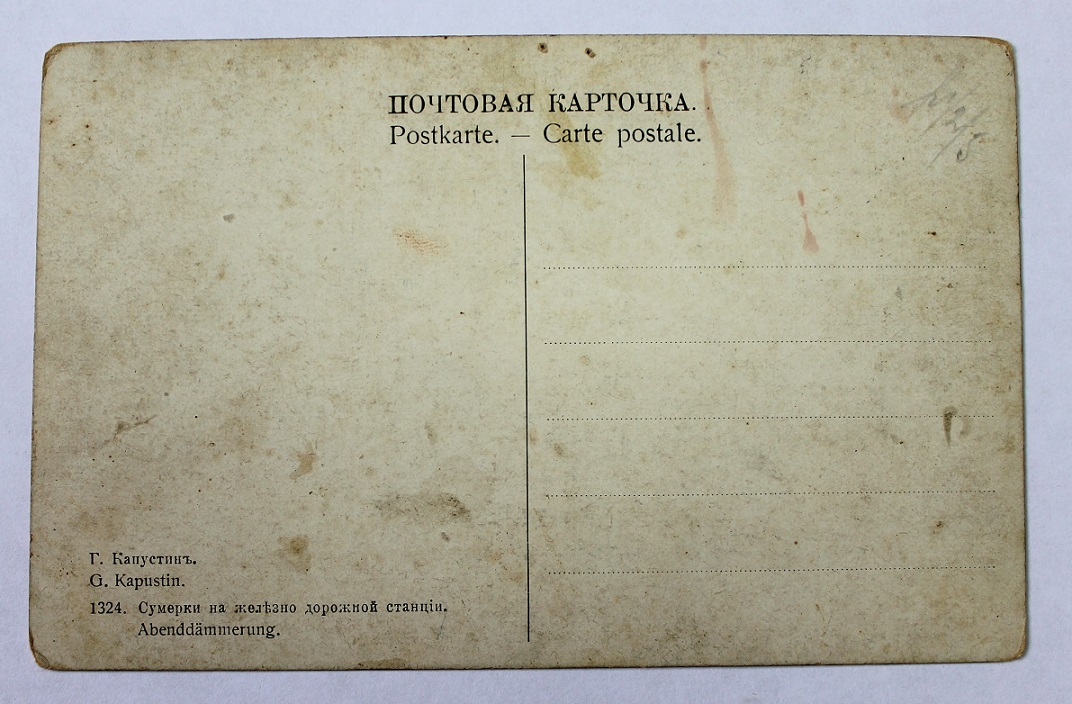 ПОЧТОВАЯ КАРТОЧКА.
Postkarte. — Carte postale.
Г. Капустинъ.
G. Kapustin.
1324. Сумерки на желѣзно дорожной станціи.
Abenddämmerung.